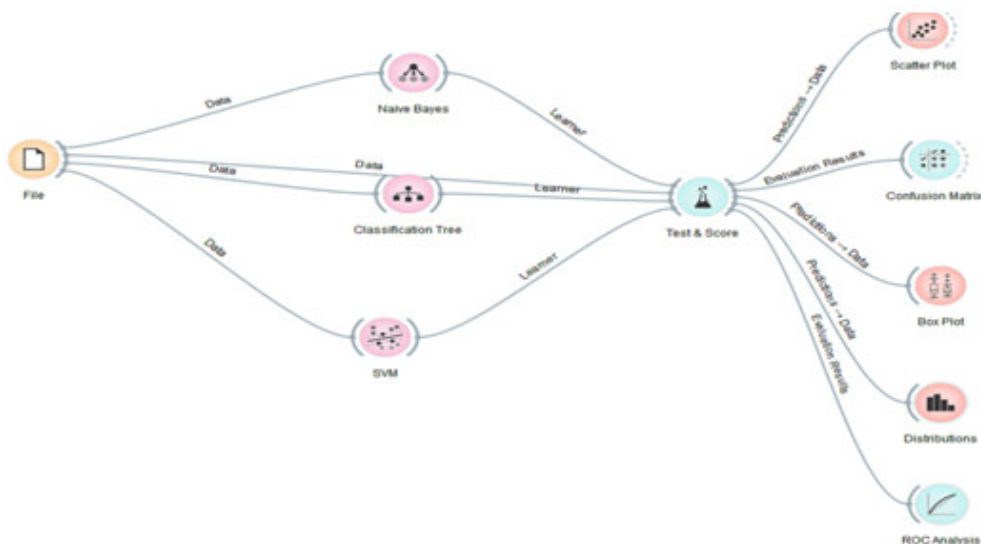 Scatter Plot
Predictions → Data
Data
Naive Bayes
Learner
File
Data
Data
Learner
Classification Tree
Test & Score
Evaluation Results
Confusion Matrix
Predictions → Data
Data
Learner
SVM
Box Plot
Predictions → Data
Evaluation Results
Distributions
ROC Analysis